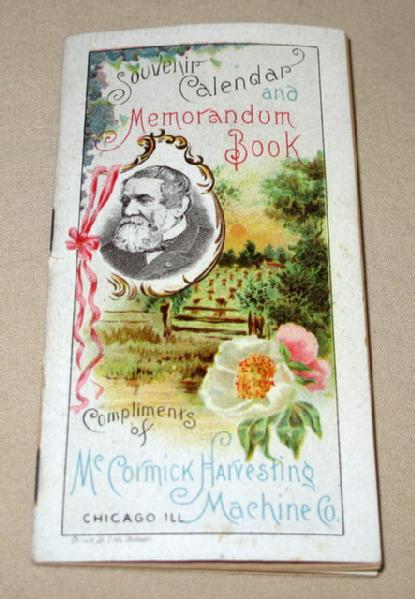 Souvenir
Calendar
and
Memorandum
Book
Compliments
of
McCormick Harvesting
Machine Co.
CHICAGO ILL